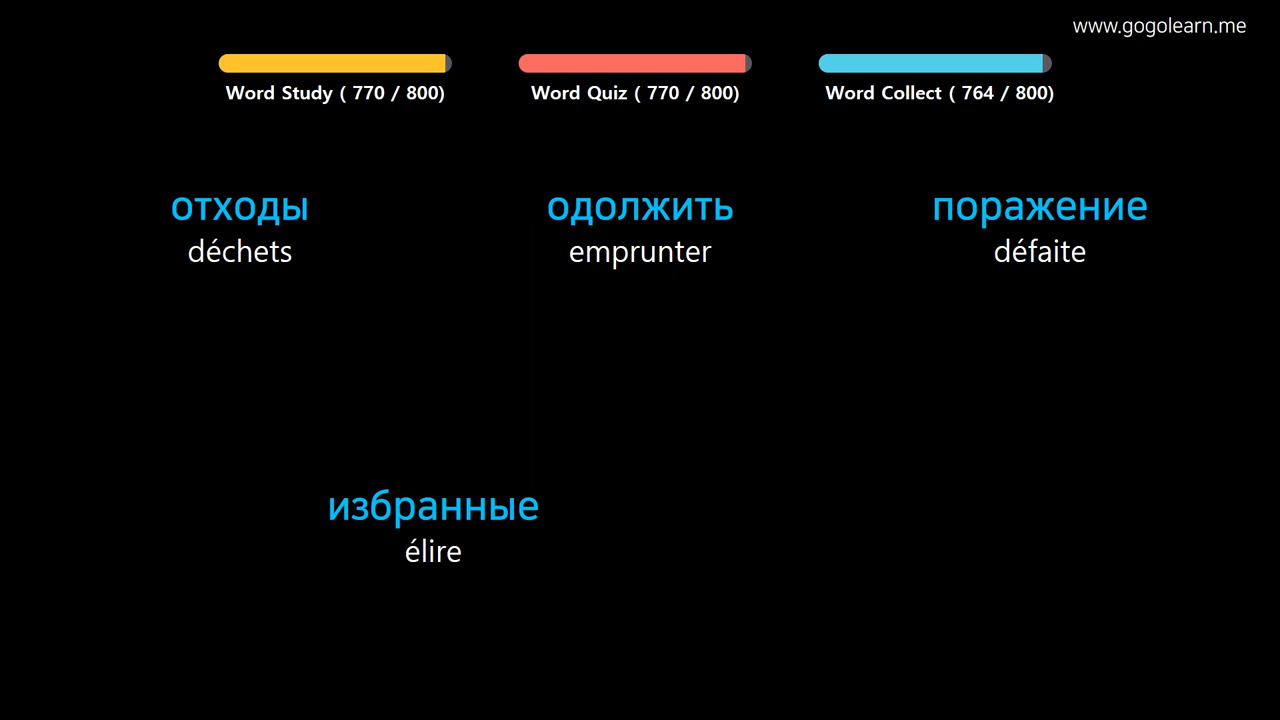 www.gogolearn.me
Word Study ( 770 / 800)
Word Quiz ( 770 / 800)
Word Collect ( 764 / 800)
отходы
déchets
одолжить
emprunter
поражение
défaite
избранные
élire